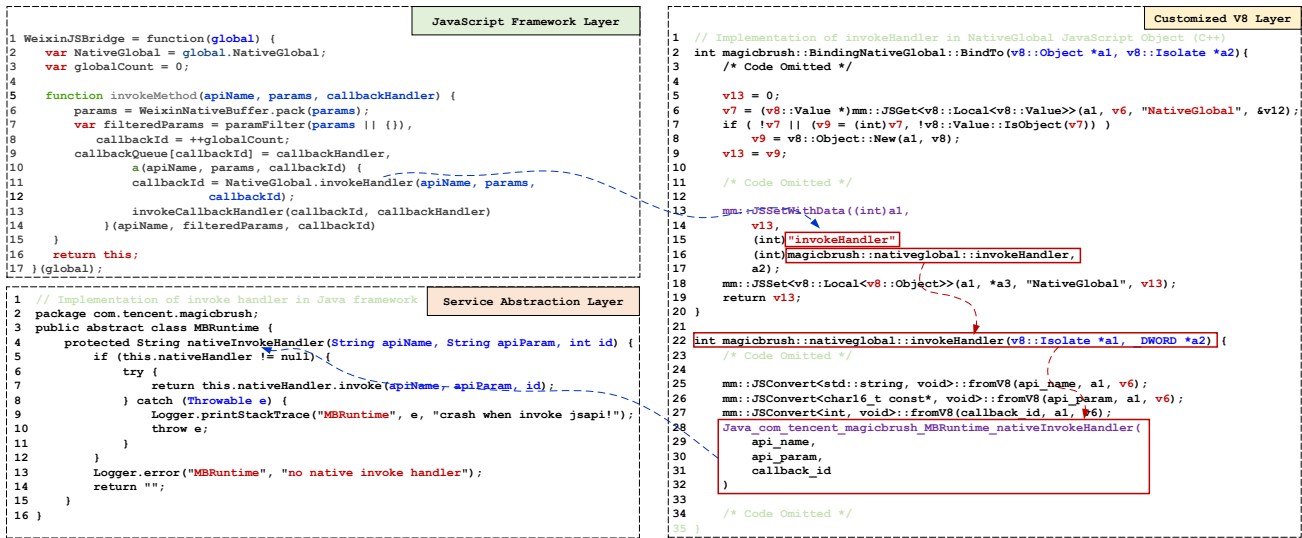 JavaScript Framework Layer
1 WeixinJSBridge = function(global) {
2 var NativeGlobal = global.NativeGlobal;
3 var globalCount = 0;
4
5 function invokeMethod(apiName, params, callbackHandler) {
6 params = WeixinNativeBuffer.pack(params);
7 var filteredParams = paramFilter(params || {}),
8 callbackId = ++globalCount;
9 callbackQueue[callbackId] = callbackHandler,
10 a(apiName, params, callbackId) {
11 callbackId = NativeGlobal.invokeHandler(apiName, params,
12 callbackId);
13 invokeCallbackHandler(callbackId, callbackHandler)
14 }(apiName, filteredParams, callbackId)
15 }
16 return this;
17 }(global);
Service Abstraction Layer
1 // Implementation of invoke handler in Java framework
2 package com.tencent.magicbrush;
3 public abstract class MBRuntime {
4 protected String nativeInvokeHandler(String apiName, String apiParam, int id) {
5 if (this.nativeHandler != null) {
6 try {
7 return this.nativeHandler.invoke(apiName, apiParam, id);
8 } catch (Throwable e) {
9 Logger.printStackTrace("MBRuntime", e, "crash when invoke jsapi!");
10 throw e;
11 }
12 }
13 Logger.error("MBRuntime", "no native invoke handler");
14 return "";
15 }
16 }
Customized V8 Layer
1 // Implementation of invokeHandler in NativeGlobal JavaScript Object (C++)
2 int magicbrush::BindingNativeGlobal::BindTo(v8::Object *a1, v8::Isolate *a2){
3 /* Code Omitted */
4
5 v13 = 0;
6 v7 = (v8::Value *)mm::JSGet<v8::Local<v8::Value>>(a1, v6, "NativeGlobal", &v12);
7 if ( !v7 || (v9 = (int)v7, !v8::Value::IsObject(v7)) )
8 v9 = v8::Object::New(a1, v8);
9 v13 = v9;
10
11 /* Code Omitted */
12
13 mm::JSSetWithData((int)a1,
14 v13,
15 (int)"invokeHandler"
16 (int)magicbrush::nativeglobal::invokeHandler,
17 a2);
18 mm::JSSet<v8::Local<v8::Object>>(a1, *a3, "NativeGlobal", v13);
19 return v13;
20 }
21
22 int magicbrush::nativeglobal::invokeHandler(v8::Isolate *a1, _DWORD *a2) {
23 /* Code Omitted */
24
25 mm::JSConvert<std::string, void>::fromV8(api_name, a1, v6);
26 mm::JSConvert<char16_t const*, void>::fromV8(api_param, a1, v6);
27 mm::JSConvert<int, void>::fromV8(callback_id, a1, v6);
28 Java_com_tencent_magicbrush_MBRuntime_nativeInvokeHandler(
29 api_name,
30 api_param,
31 callback_id
32 )
33
34 /* Code Omitted */
35 }